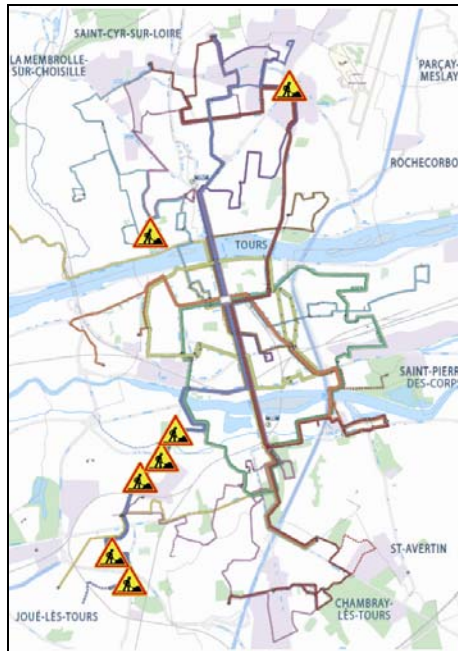 SAINT-CYR-SUR-LOIRE
LA MEMBROLLE-
SUR-CHOISILLE
PARÇAY-
MESLAY
ROCHECORBO
TOURS
SAINT-PIERR
DES-CORPS
ST-AVERTIN
CHAMBRAY-
LÈS-TOURS
JOUÉ-LÈS-TOURS